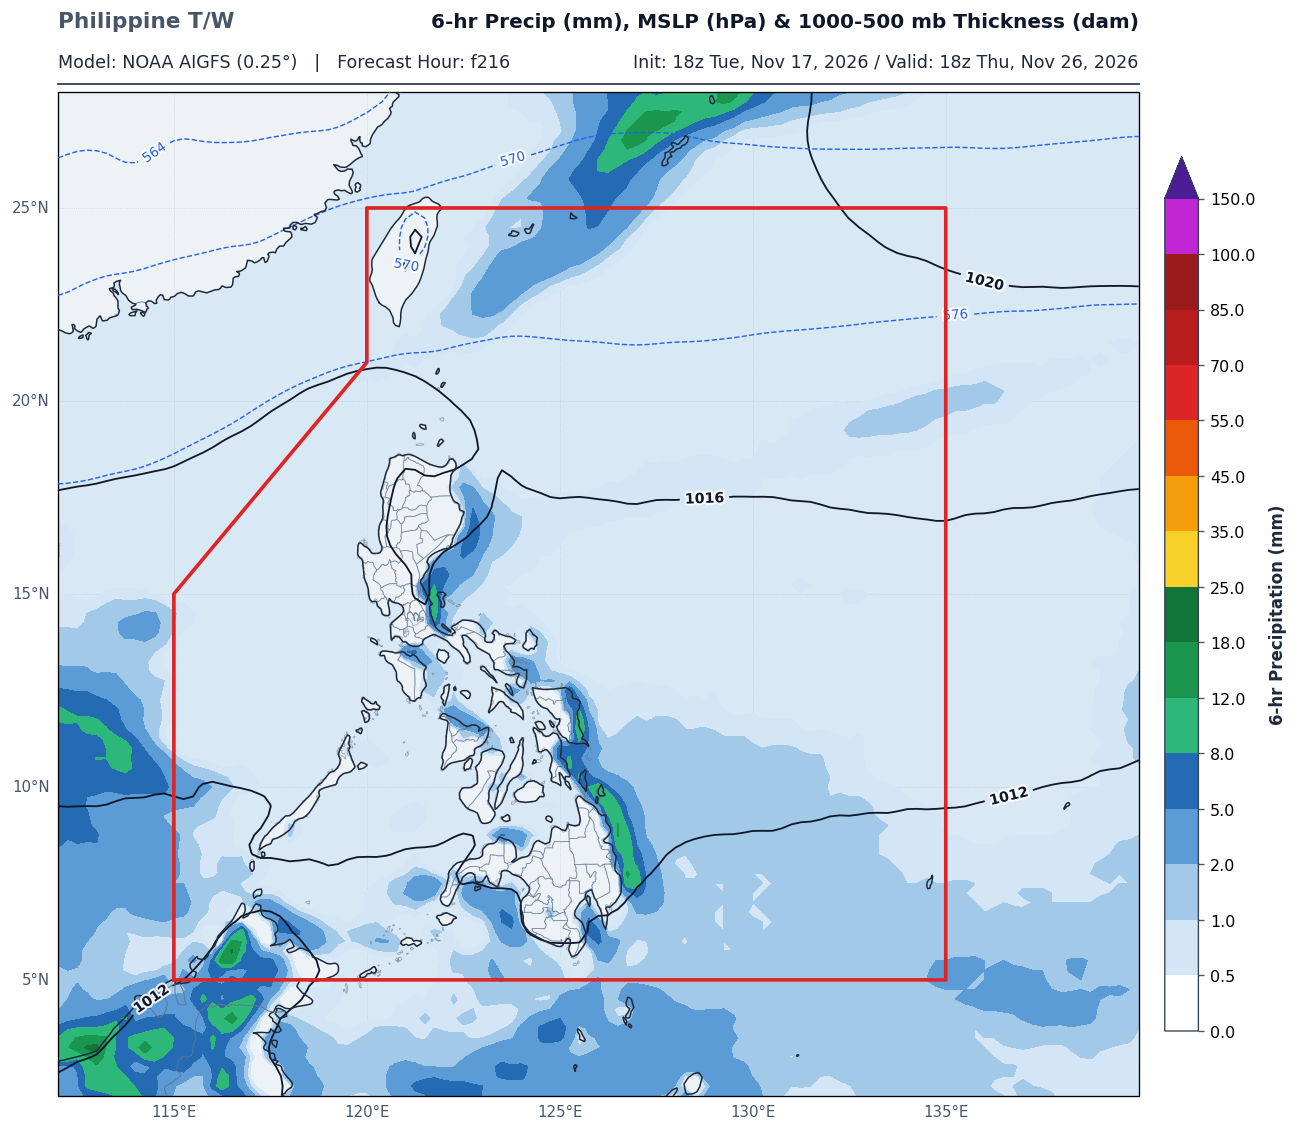 Philippine T/W
6-hr Precip (mm), MSLP (hPa) & 1000-500 mb Thickness (dam)
Model: NOAA AIGFS (0.25°) | Forecast Hour: f216
Init: 18z Tue, Nov 17, 2026 / Valid: 18z Thu, Nov 26, 2026
564
570
570
1020
576
1016
1012
1012
25°N
20°N
15°N
10°N
5°N
115°E
120°E
125°E
130°E
135°E
150.0
100.0
85.0
70.0
55.0
45.0
35.0
25.0
18.0
12.0
8.0
5.0
2.0
1.0
0.5
0.0
6-hr Precipitation (mm)